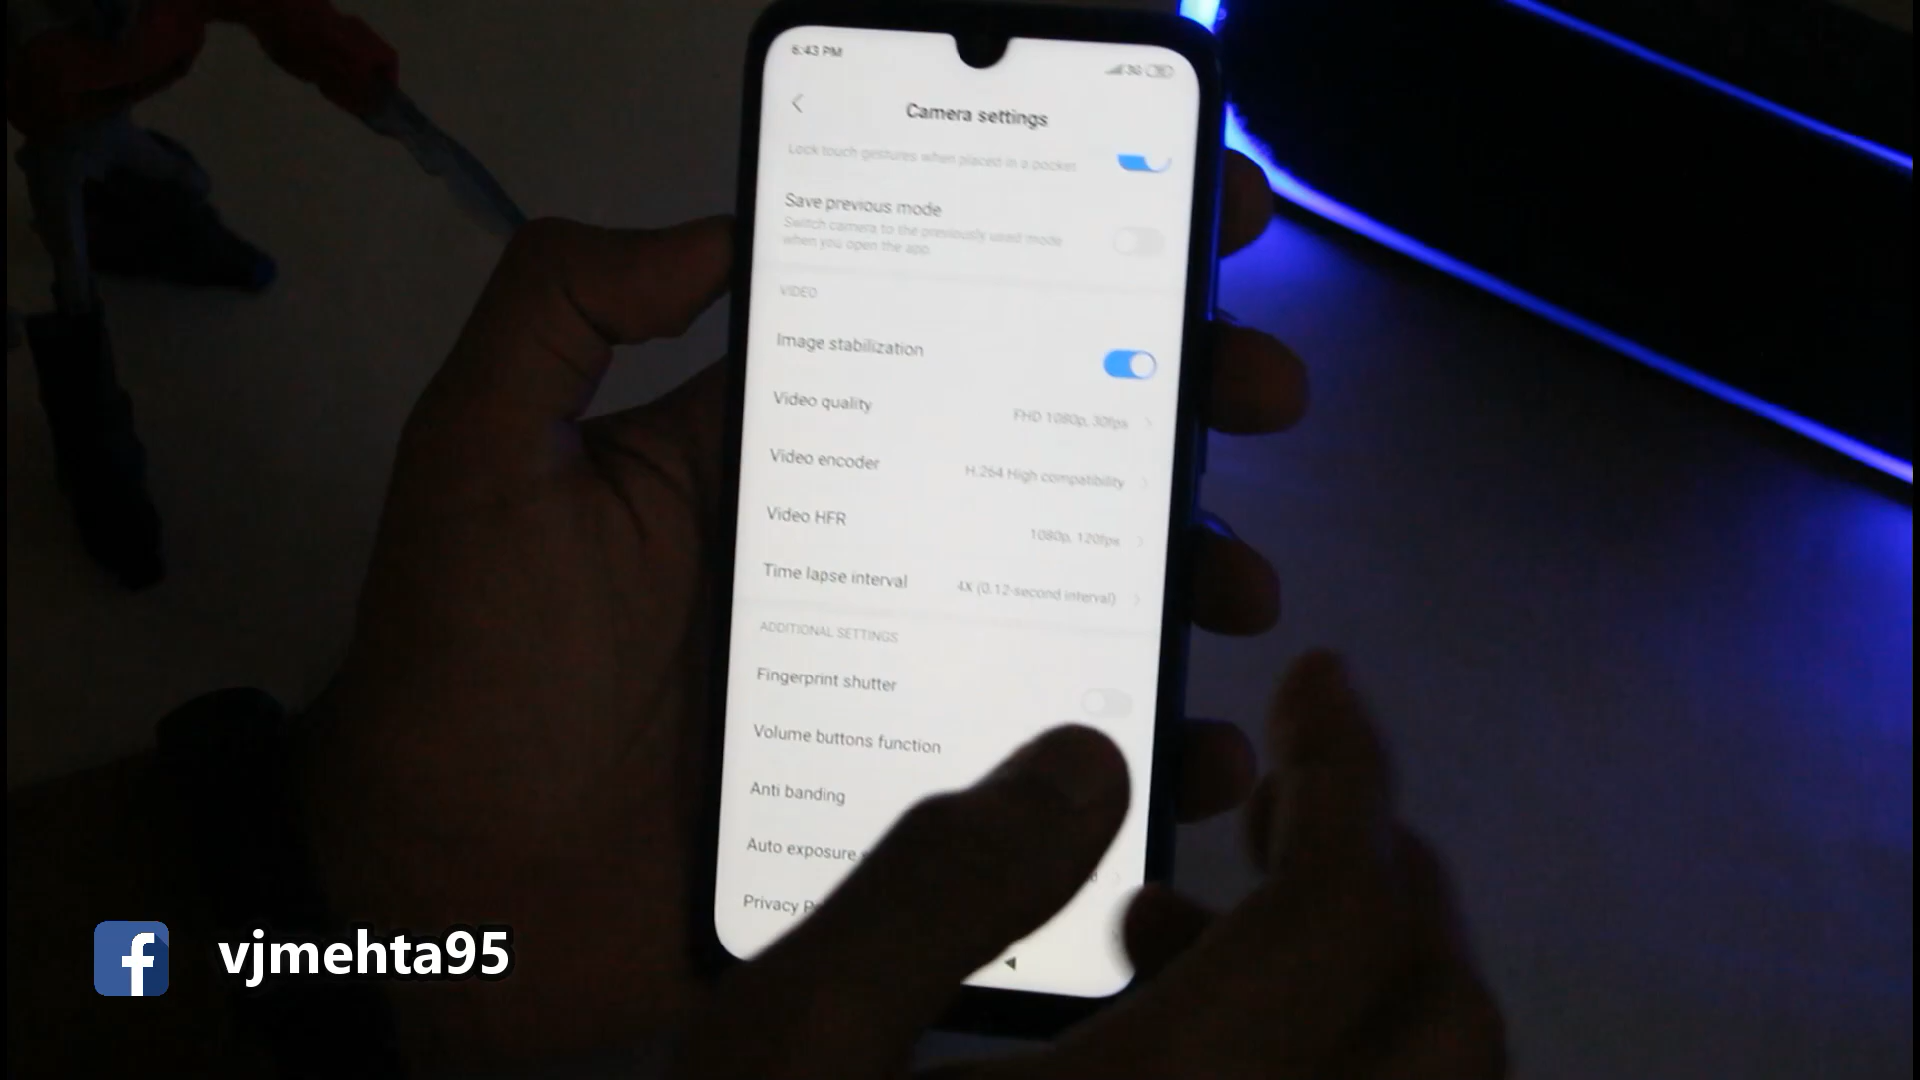 6:43 PM
3G
Camera settings
Lock touch gestures when placed in a pocket
Save previous mode
Switch camera to the previously used mode
when you open the app.
VIDEO
Image stabilization
Video quality
FHD 1080p, 30fps
Video encoder
H.264 High compatibility
Video HFR
1080p, 120fps
Time lapse interval
4X (0.12-second interval)
ADDITIONAL SETTINGS
Fingerprint shutter
Volume buttons function
Anti banding
Auto exposure
Privacy
f vjmehta95